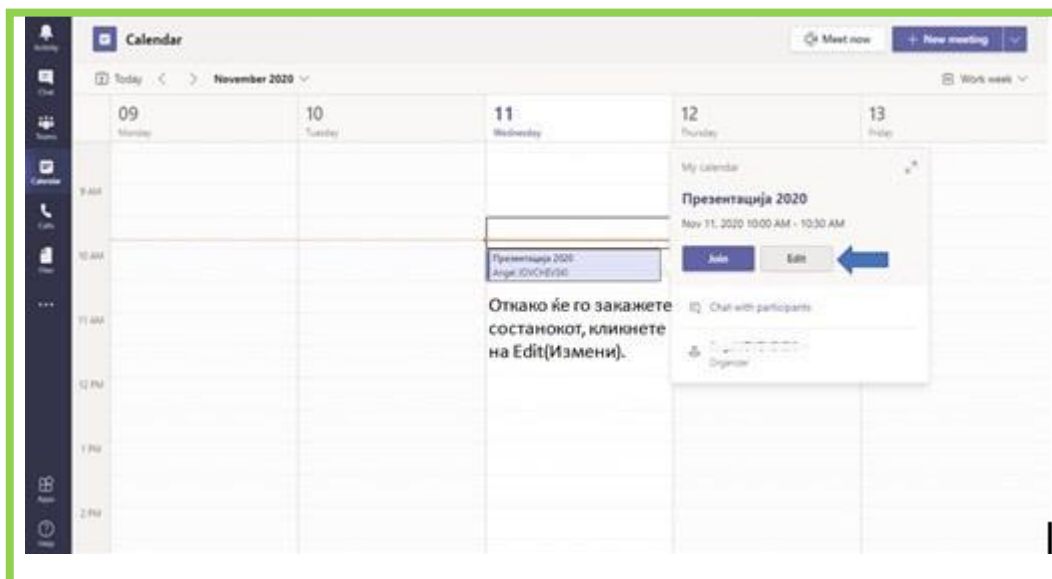 Activity
Calendar
Meet now
+ New meeting
Chat
Today < > November 2020
Work week
Teams
09
10
11
12
13
Monday
Tuesday
Wednesday
Thursday
Friday
Calendar
Calls
Files
...
9 AM
10 AM
11 AM
12 PM
1 PM
2 PM
Презентација 2020
Angel JOVCHEVSKI
Откако ќе го закажете
состанокот, кликнете
на Edit(Измени).
My calendar
Презентација 2020
Nov 11, 2020 10:00 AM - 10:30 AM
Join
Edit
Chat with participants
Organizer
Apps
Help